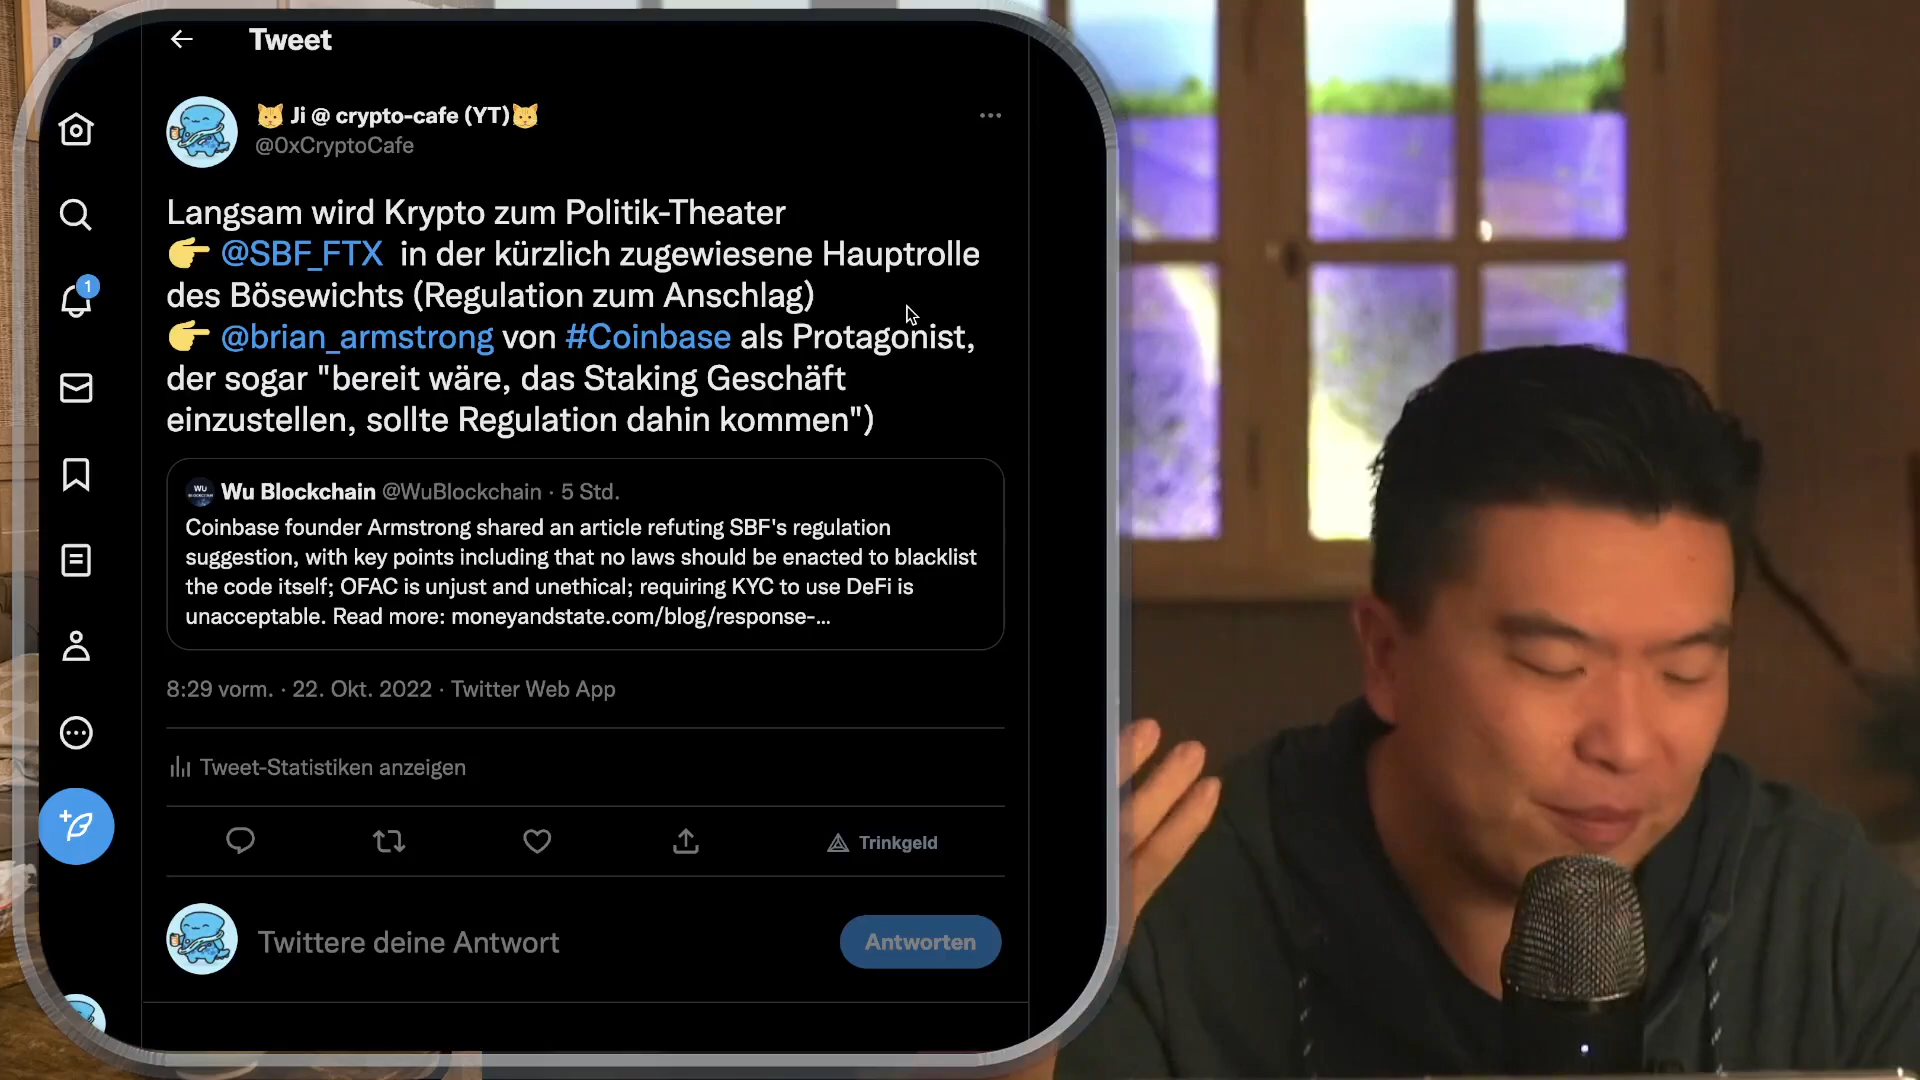 Tweet
Ji @ crypto-cafe (YT)
@0xCryptoCafe
Langsam wird Krypto zum Politik-Theater
@SBF_FTX in der kürzlich zugewiesene Hauptrolle
des Bösewichts (Regulation zum Anschlag)
@brian_armstrong von #Coinbase als Protagonist,
der sogar "bereit wäre, das Staking Geschäft
einzustellen, sollte Regulation dahin kommen")
WU
Wu Blockchain @WuBlockchain · 5 Std.
Coinbase founder Armstrong shared an article refuting SBF's regulation
suggestion, with key points including that no laws should be enacted to blacklist
the code itself; OFAC is unjust and unethical; requiring KYC to use DeFi is
unacceptable. Read more: moneyandstate.com/blog/response-...
8:29 vorm. · 22. Okt. 2022 · Twitter Web App
Tweet-Statistiken anzeigen
Trinkgeld
Twittere deine Antwort
Antworten
1